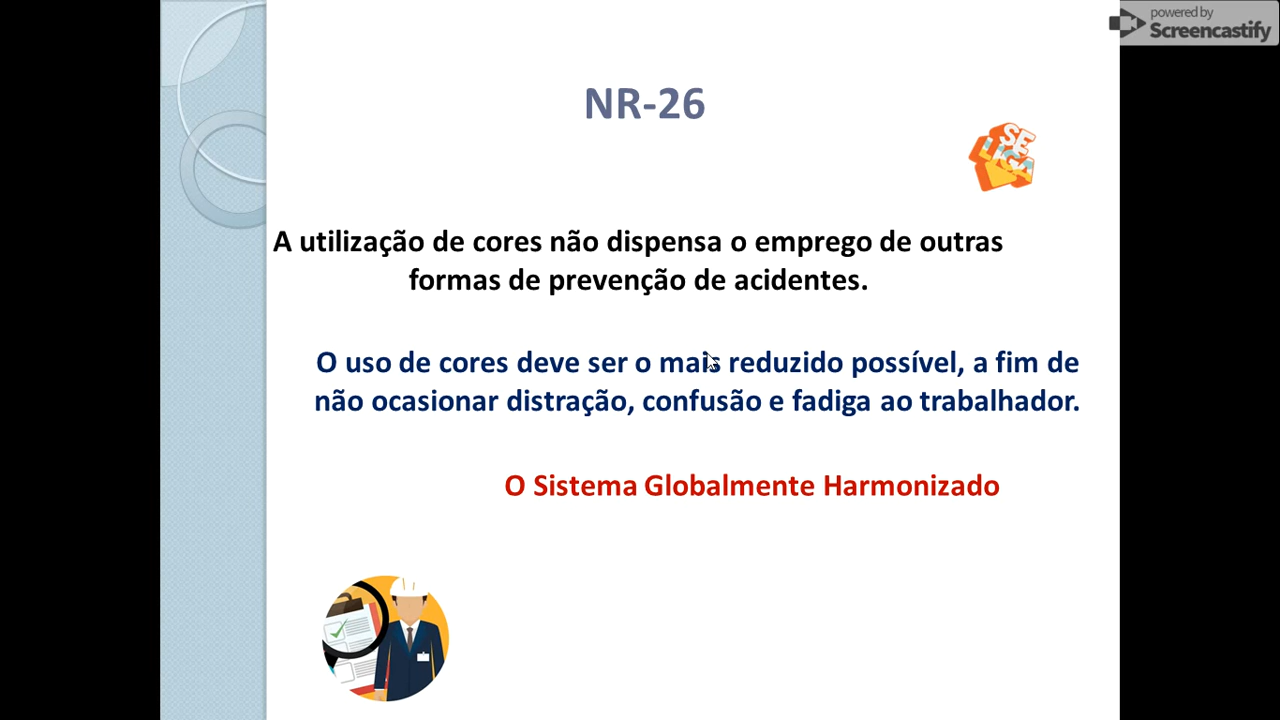 powered by
Screencastify
NR-26
SE
LIGA
A utilização de cores não dispensa o emprego de outras
formas de prevenção de acidentes.
O uso de cores deve ser o mais reduzido possível, a fim de
não ocasionar distração, confusão e fadiga ao trabalhador.
O Sistema Globalmente Harmonizado